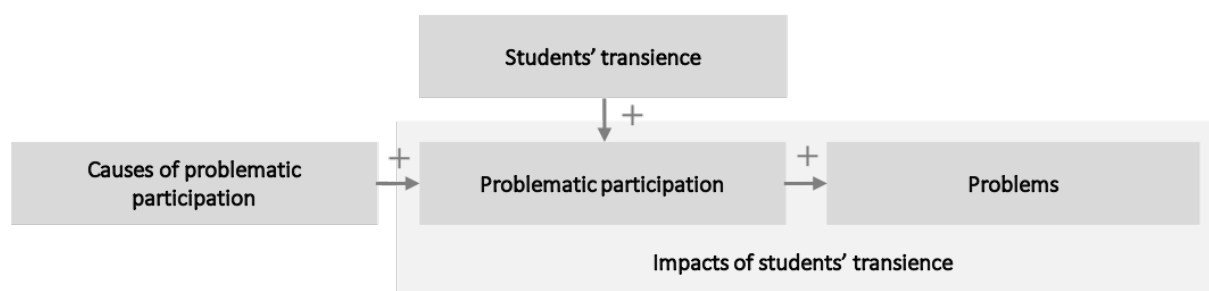 Students’ transience
+
Causes of problematic
participation
+
Problematic participation
+
Problems
Impacts of students’ transience